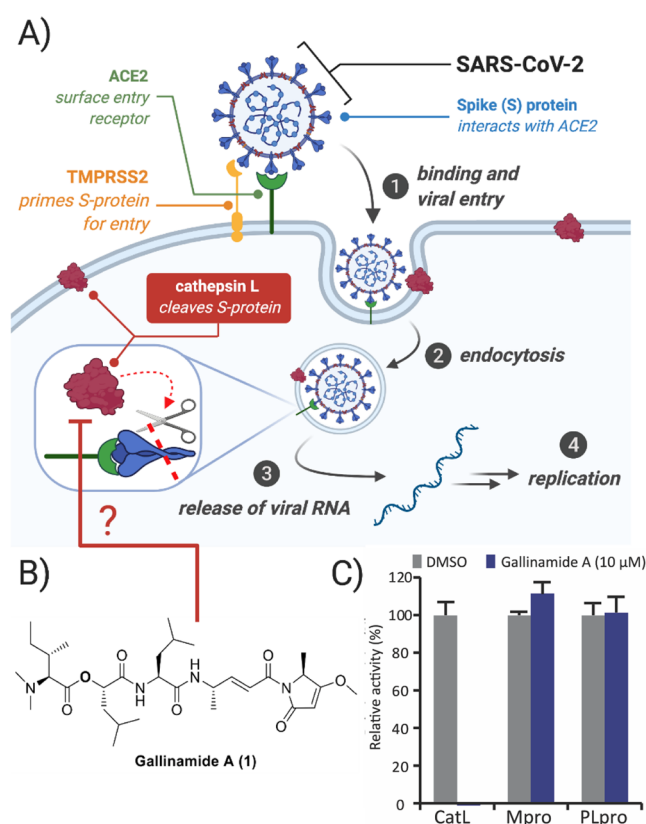 A)
SARS-CoV-2
ACE2
surface entry
receptor
Spike (S) protein
interacts with ACE2
TMPRSS2
primes S-protein
for entry
1 binding and
viral entry
cathepsin L
cleaves S-protein
2 endocytosis
3
release of viral RNA
4
replication
?
B)
N
O
O
O
N
H
O
H
N
O
N
O
O
Gallinamide A (1)
C)
DMSO
Gallinamide A (10 µM)
Relative activity (%)
120
100
80
60
40
20
0
CatL
Mpro
PLpro